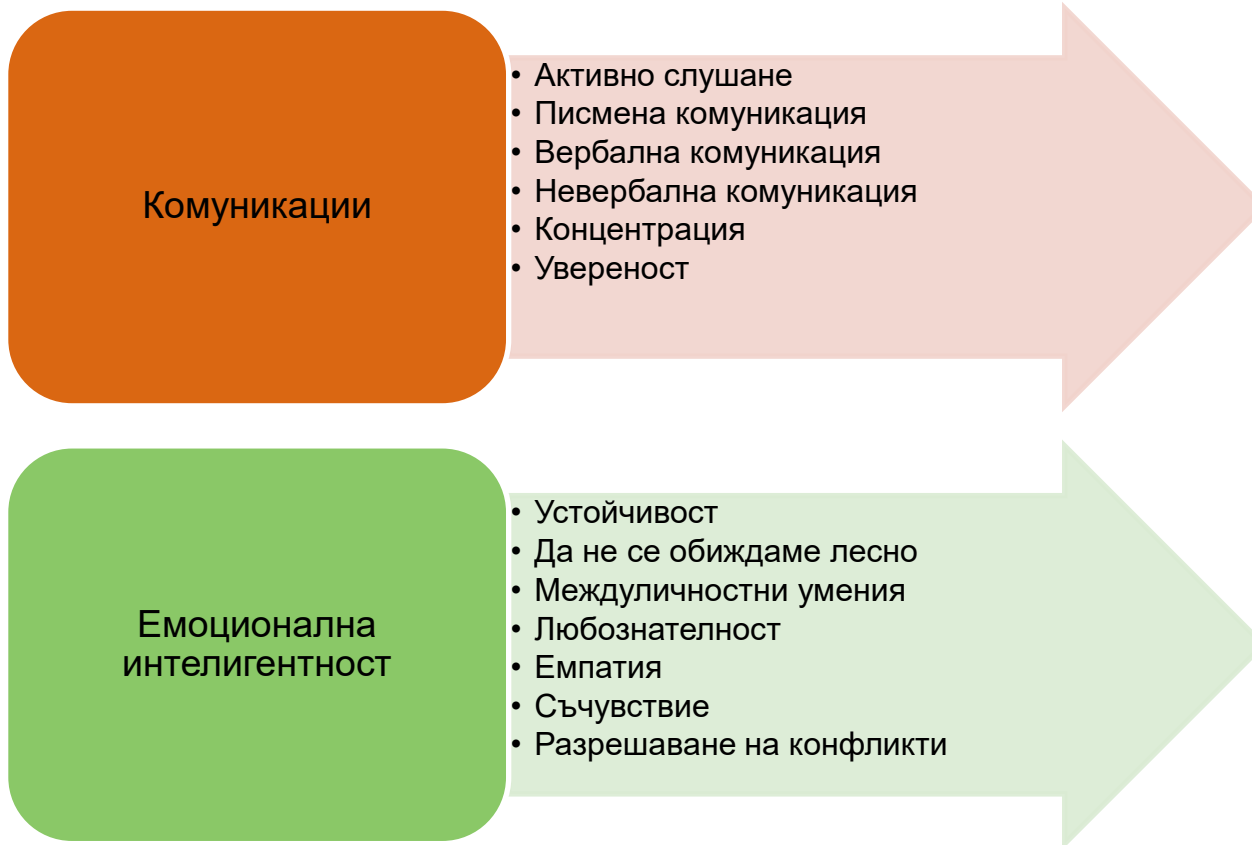 Комуникации
• Активно слушане
• Писмена комуникация
• Вербална комуникация
• Невербална комуникация
• Концентрация
• Увереност
Емоционална
интелигентност
• Устойчивост
• Да не се обиждаме лесно
• Междуличностни умения
• Любознателност
• Емпатия
• Съчувствие
• Разрешаване на конфликти